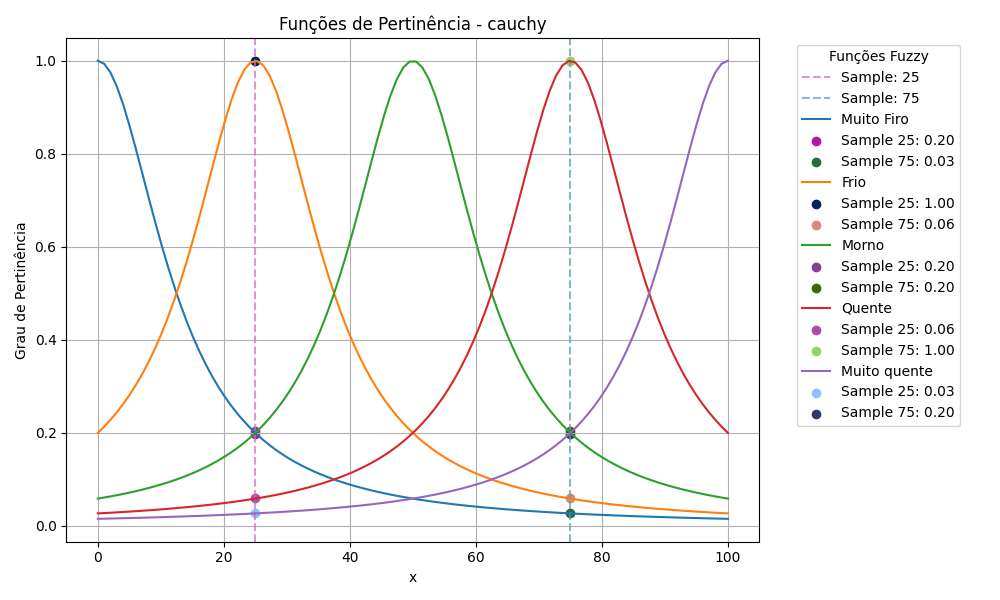 Funções de Pertinência - cauchy
Grau de Pertinência
1.0
0.8
0.6
0.4
0.2
0.0
0
20
40
60
80
100
x
Funções Fuzzy
Sample: 25
Sample: 75
Muito Firo
Sample 25: 0.20
Sample 75: 0.03
Frio
Sample 25: 1.00
Sample 75: 0.06
Morno
Sample 25: 0.20
Sample 75: 0.20
Quente
Sample 25: 0.06
Sample 75: 1.00
Muito quente
Sample 25: 0.03
Sample 75: 0.20